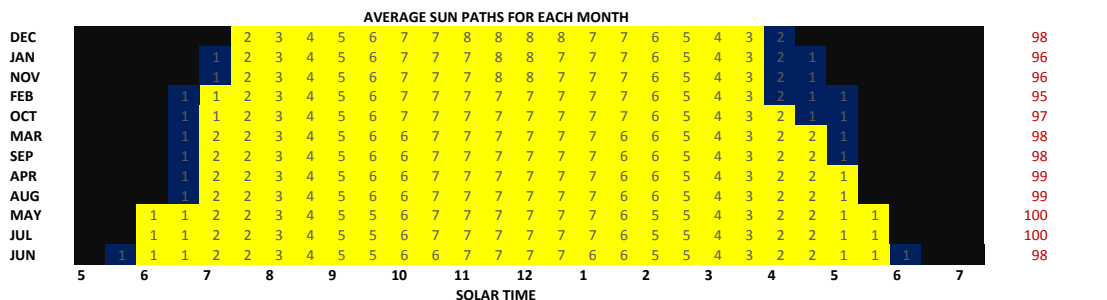 AVERAGE SUN PATHS FOR EACH MONTH
DEC 2 3 4 5 6 7 7 8 8 8 8 7 7 6 5 4 3 2 98
JAN 1 2 3 4 5 6 7 7 7 8 8 7 7 7 6 5 4 3 2 1 96
NOV 1 2 3 4 5 6 7 7 7 8 8 7 7 7 6 5 4 3 2 1 96
FEB 1 1 2 3 4 5 6 7 7 7 7 7 7 7 7 6 5 4 3 2 1 1 95
OCT 1 1 2 3 4 5 6 7 7 7 7 7 7 7 7 6 5 4 3 2 1 1 97
MAR 1 2 2 3 4 5 6 6 7 7 7 7 7 7 6 6 5 4 3 2 2 1 98
SEP 1 2 2 3 4 5 6 6 7 7 7 7 7 7 6 6 5 4 3 2 2 1 98
APR 1 2 2 3 4 5 5 6 7 7 7 7 7 7 6 6 5 4 3 2 2 1 99
AUG 1 2 2 3 4 5 5 6 7 7 7 7 7 7 6 6 5 4 3 2 2 1 99
MAY 1 1 2 2 3 4 5 5 6 7 7 7 7 7 7 6 5 5 4 3 2 2 1 1 100
JUL 1 1 2 2 3 4 5 5 6 7 7 7 7 7 7 6 5 5 4 3 2 2 1 1 100
JUN 1 1 1 2 2 3 4 5 5 6 6 7 7 7 7 6 6 5 5 4 3 2 2 1 1 1 98
5 6 7 8 9 10 11 12 1 2 3 4 5 6 7
SOLAR TIME